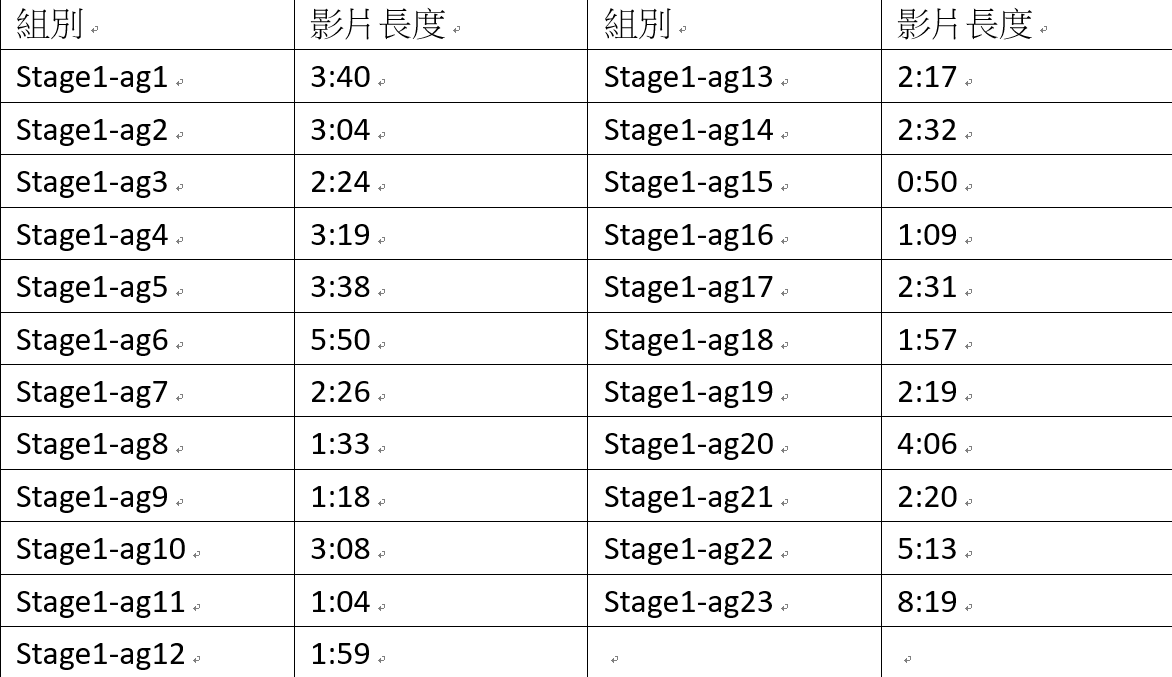 組別 影片長度 組別 影片長度
Stage1-ag1 3:40 Stage1-ag13 2:17
Stage1-ag2 3:04 Stage1-ag14 2:32
Stage1-ag3 2:24 Stage1-ag15 0:50
Stage1-ag4 3:19 Stage1-ag16 1:09
Stage1-ag5 3:38 Stage1-ag17 2:31
Stage1-ag6 5:50 Stage1-ag18 1:57
Stage1-ag7 2:26 Stage1-ag19 2:19
Stage1-ag8 1:33 Stage1-ag20 4:06
Stage1-ag9 1:18 Stage1-ag21 2:20
Stage1-ag10 3:08 Stage1-ag22 5:13
Stage1-ag11 1:04 Stage1-ag23 8:19
Stage1-ag12 1:59